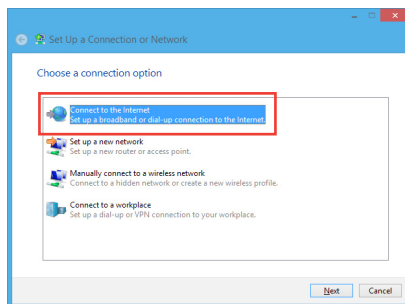 Set Up a Connection or Network
Choose a connection option
Connect to the Internet
Set up a broadband or dial-up connection to the Internet.
Set up a new network
Set up a new router or access point.
Manually connect to a wireless network
Connect to a hidden network or create a new wireless profile.
Connect to a workplace
Set up a dial-up or VPN connection to your workplace.
Next Cancel